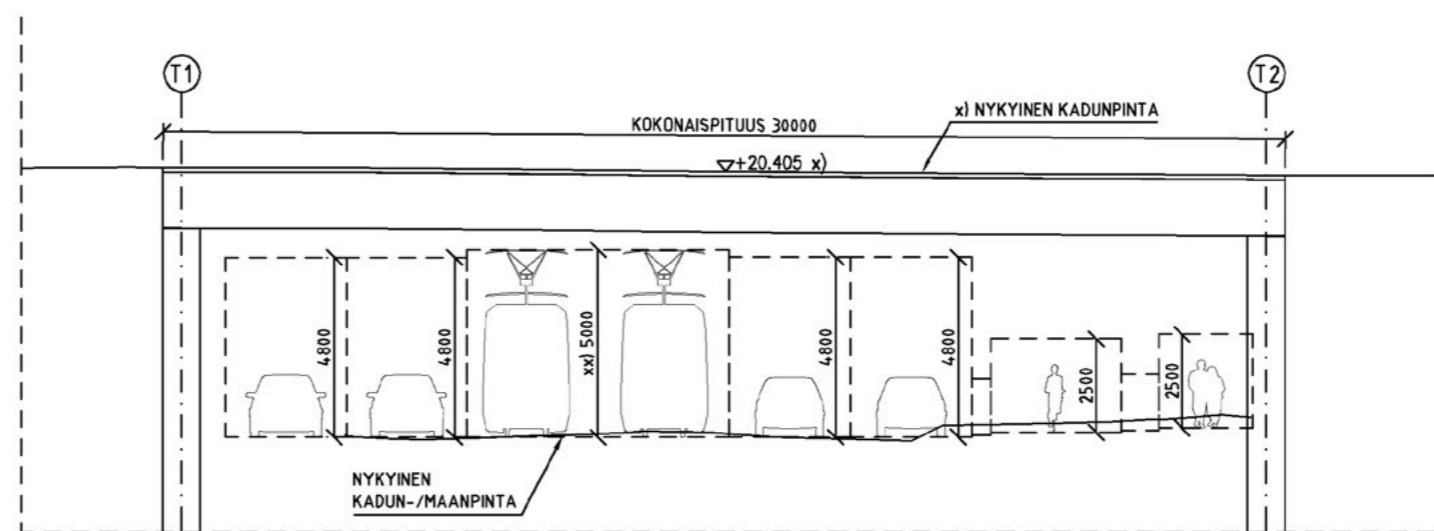 T1
T2
x) NYKYINEN KADUNPINTA
KOKONAISPITUUS 30000
+20.405 x)
4800
4800
xx) 5000
4800
4800
2500
2500
NYKYINEN
KADUN-/MAANPINTA